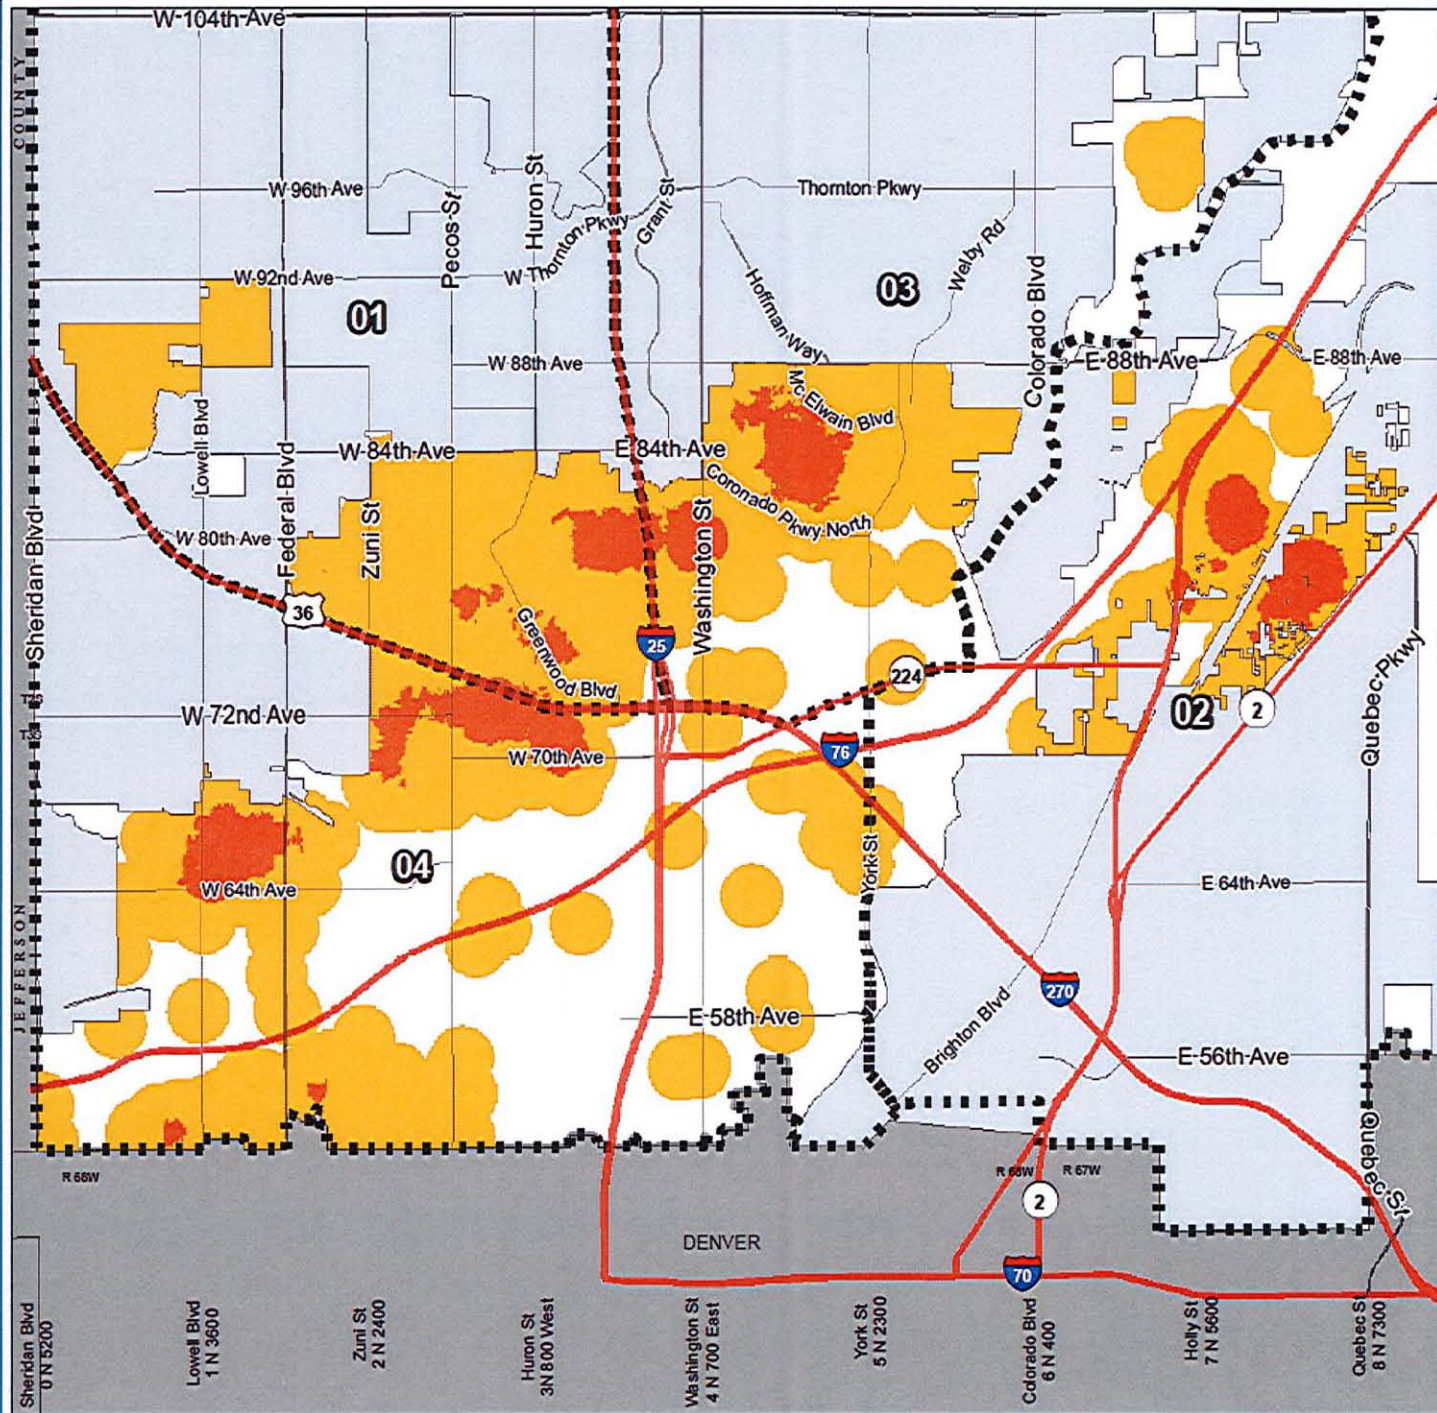 W 104th Ave
COUNTY
W 96th Ave
Pecos St
Huron St
Grant St
Thornton Pkwy
W Thornton Pkwy
Welby Rd
W 92nd Ave
01
03
Hoffman Way
Colorado Blvd
W 88th Ave
E 88th Ave
E 88th Ave
Mc Elwain Blvd
Lowell Blvd
W 84th Ave
E 84th Ave
Federal Blvd
Zuni St
Coronado Pkwy North
W 80th Ave
Sheridan Blvd
36
Washington St
Greenwood Blvd
25
224
Quebec Pkwy
W 72nd Ave
02
2
W 70th Ave
76
04
York St
W 64th Ave
E 64th Ave
JEFFERSON
270
E 58th Ave
Brighton Blvd
E 56th Ave
Quebec St
R 68W
R 68W
R 67W
2
DENVER
70
Sheridan Blvd
0 N 5200
Lowell Blvd
1 N 3600
Zuni St
2 N 2400
Huron St
3N 800 West
Washington St
4 N 700 East
York St
5 N 2300
Colorado Blvd
6 N 400
Holly St
7 N 5600
Quebec St
8 N 7300